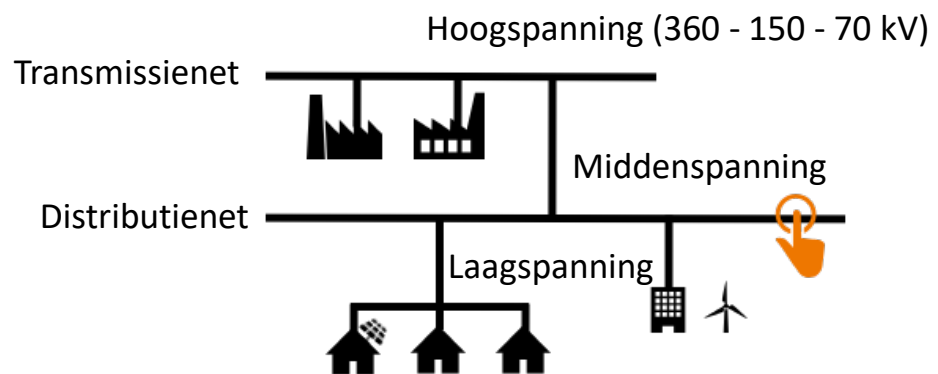 Hoogspanning (360 - 150 - 70 kV)
Transmissienet
Middenspanning
Distributienet
Laagspanning